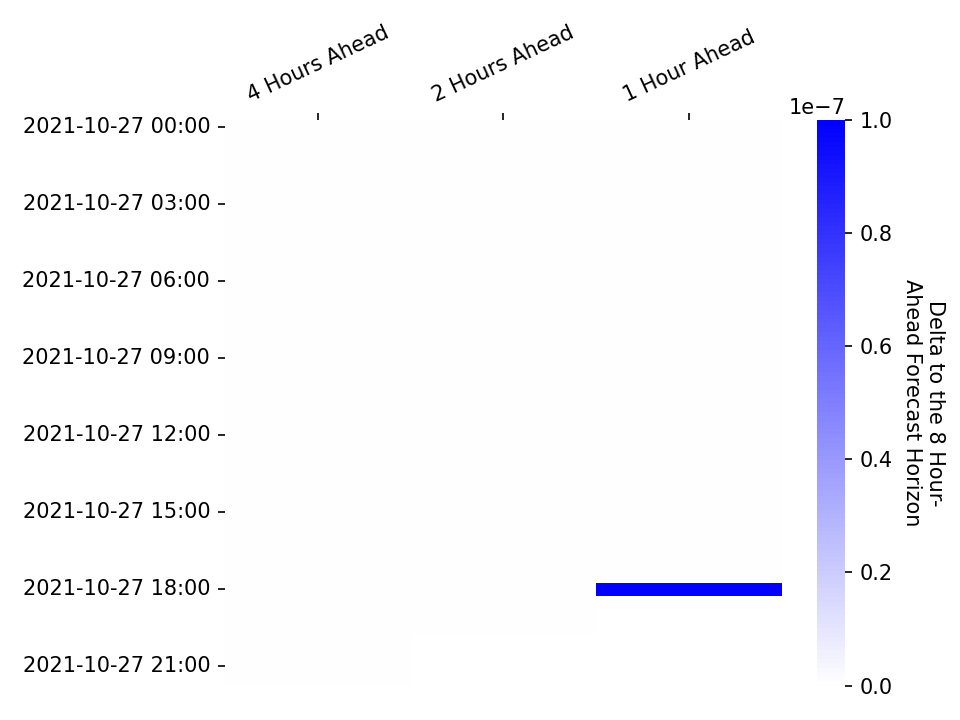 4 Hours Ahead
2 Hours Ahead
1 Hour Ahead
1e−7
2021-10-27 00:00
2021-10-27 03:00
2021-10-27 06:00
2021-10-27 09:00
2021-10-27 12:00
2021-10-27 15:00
2021-10-27 18:00
2021-10-27 21:00
1.0
0.8
0.6
0.4
0.2
0.0
Delta to the 8 Hour-
Ahead Forecast Horizon